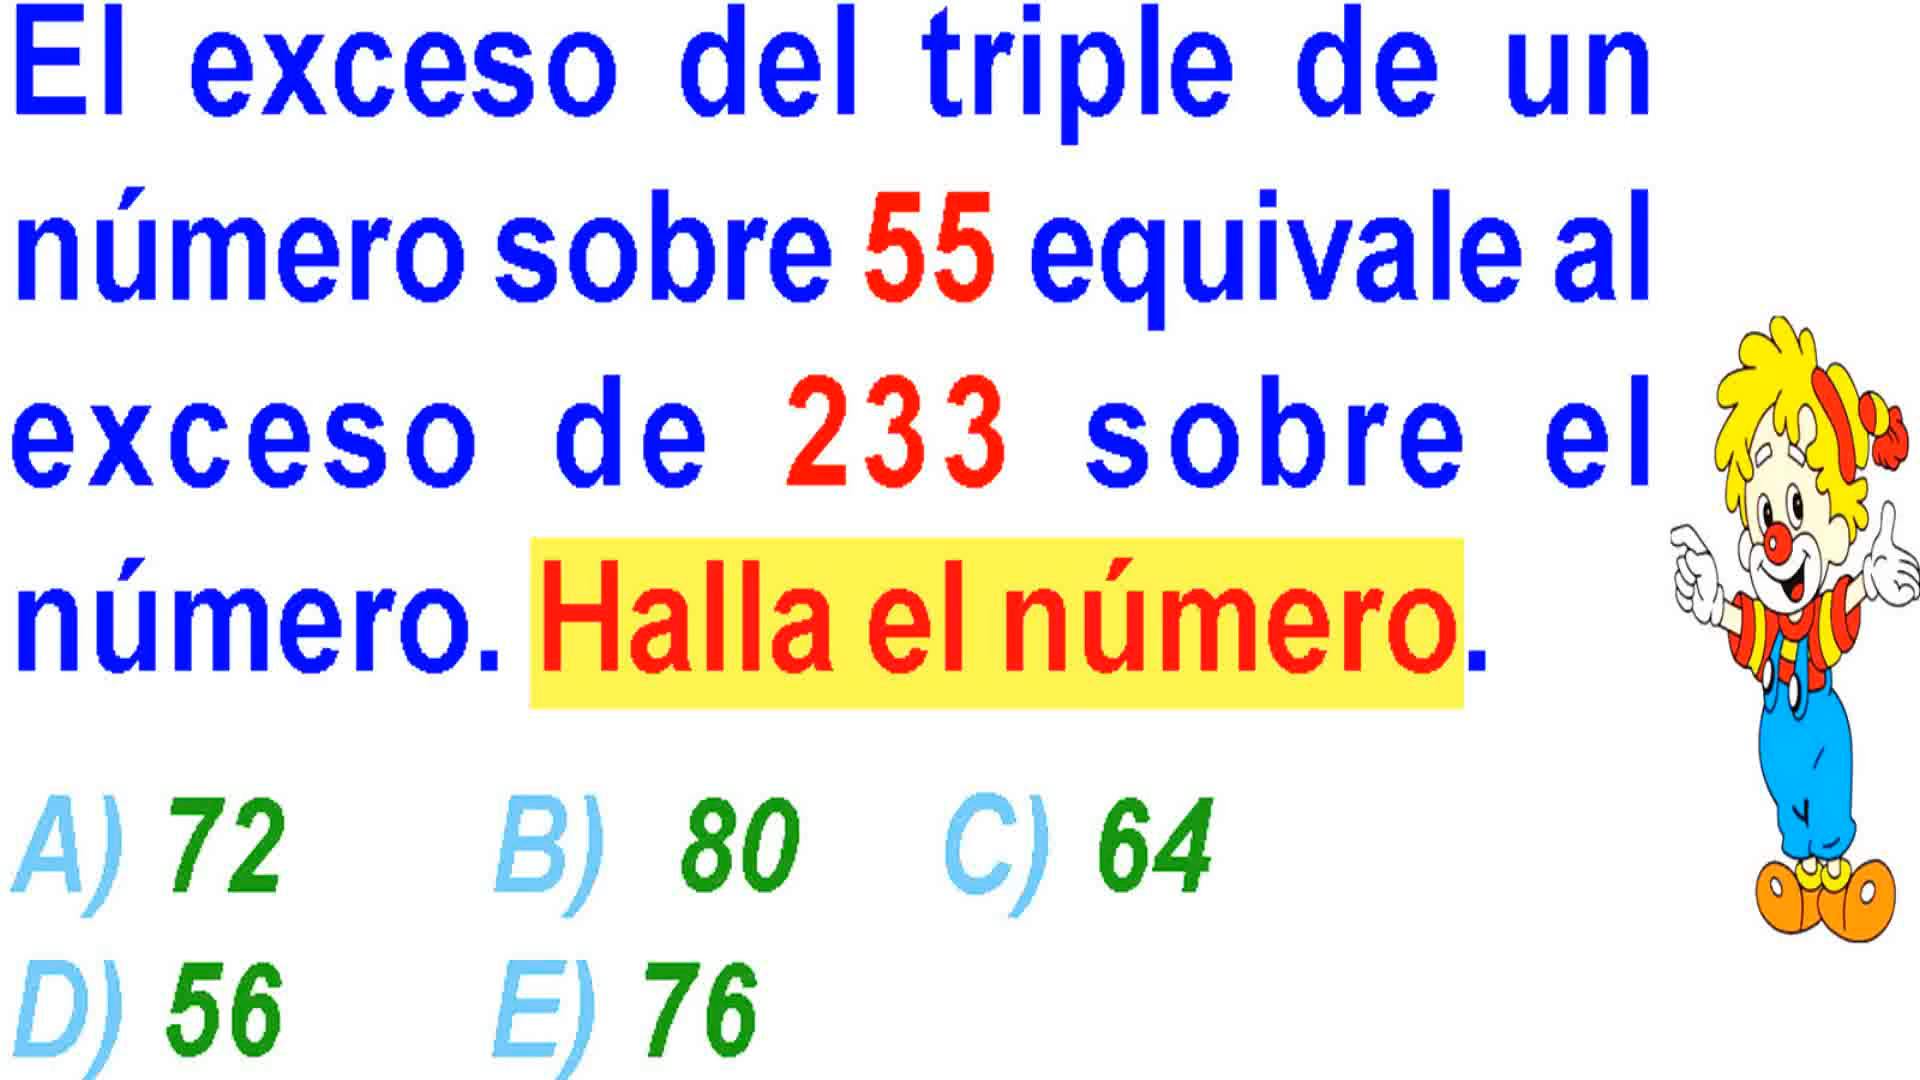 El exceso del triple de un
número sobre 55 equivale al
exceso de 233 sobre el
número. Halla el número.
A) 72 B) 80 C) 64
D) 56 E) 76